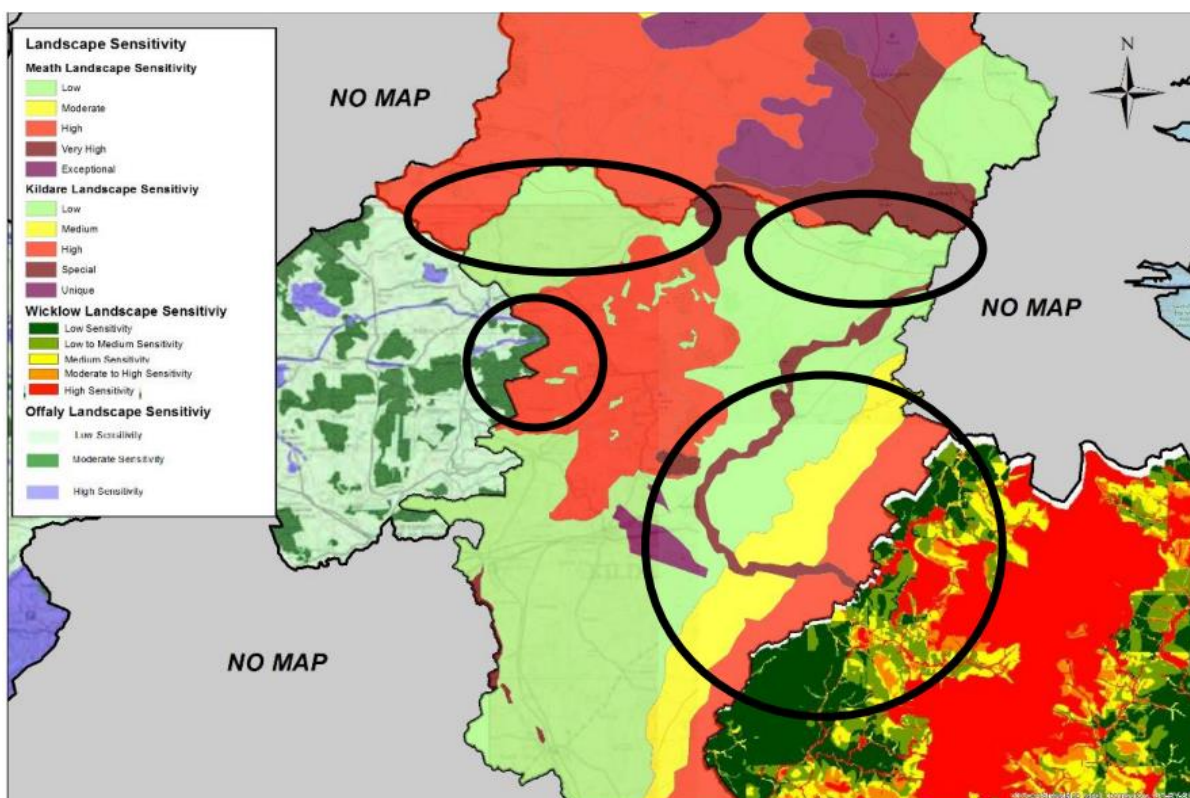 Landscape Sensitivity
Meath Landscape Sensitivity
Low
Moderate
High
Very High
Exceptional
Kildare Landscape Sensitiviy
Low
Medium
High
Special
Unique
Wicklow Landscape Sensitiviy
Low Sensitivity
Low to Medium Sensitivity
Medium Sensitivity
Moderate to High Sensitivity
High Sensitivity
Offaly Landscape Sensitiviy
Low Sensitivity
Moderate Sensitivity
High Sensitivity
NO MAP
N
NO MAP
NO MAP